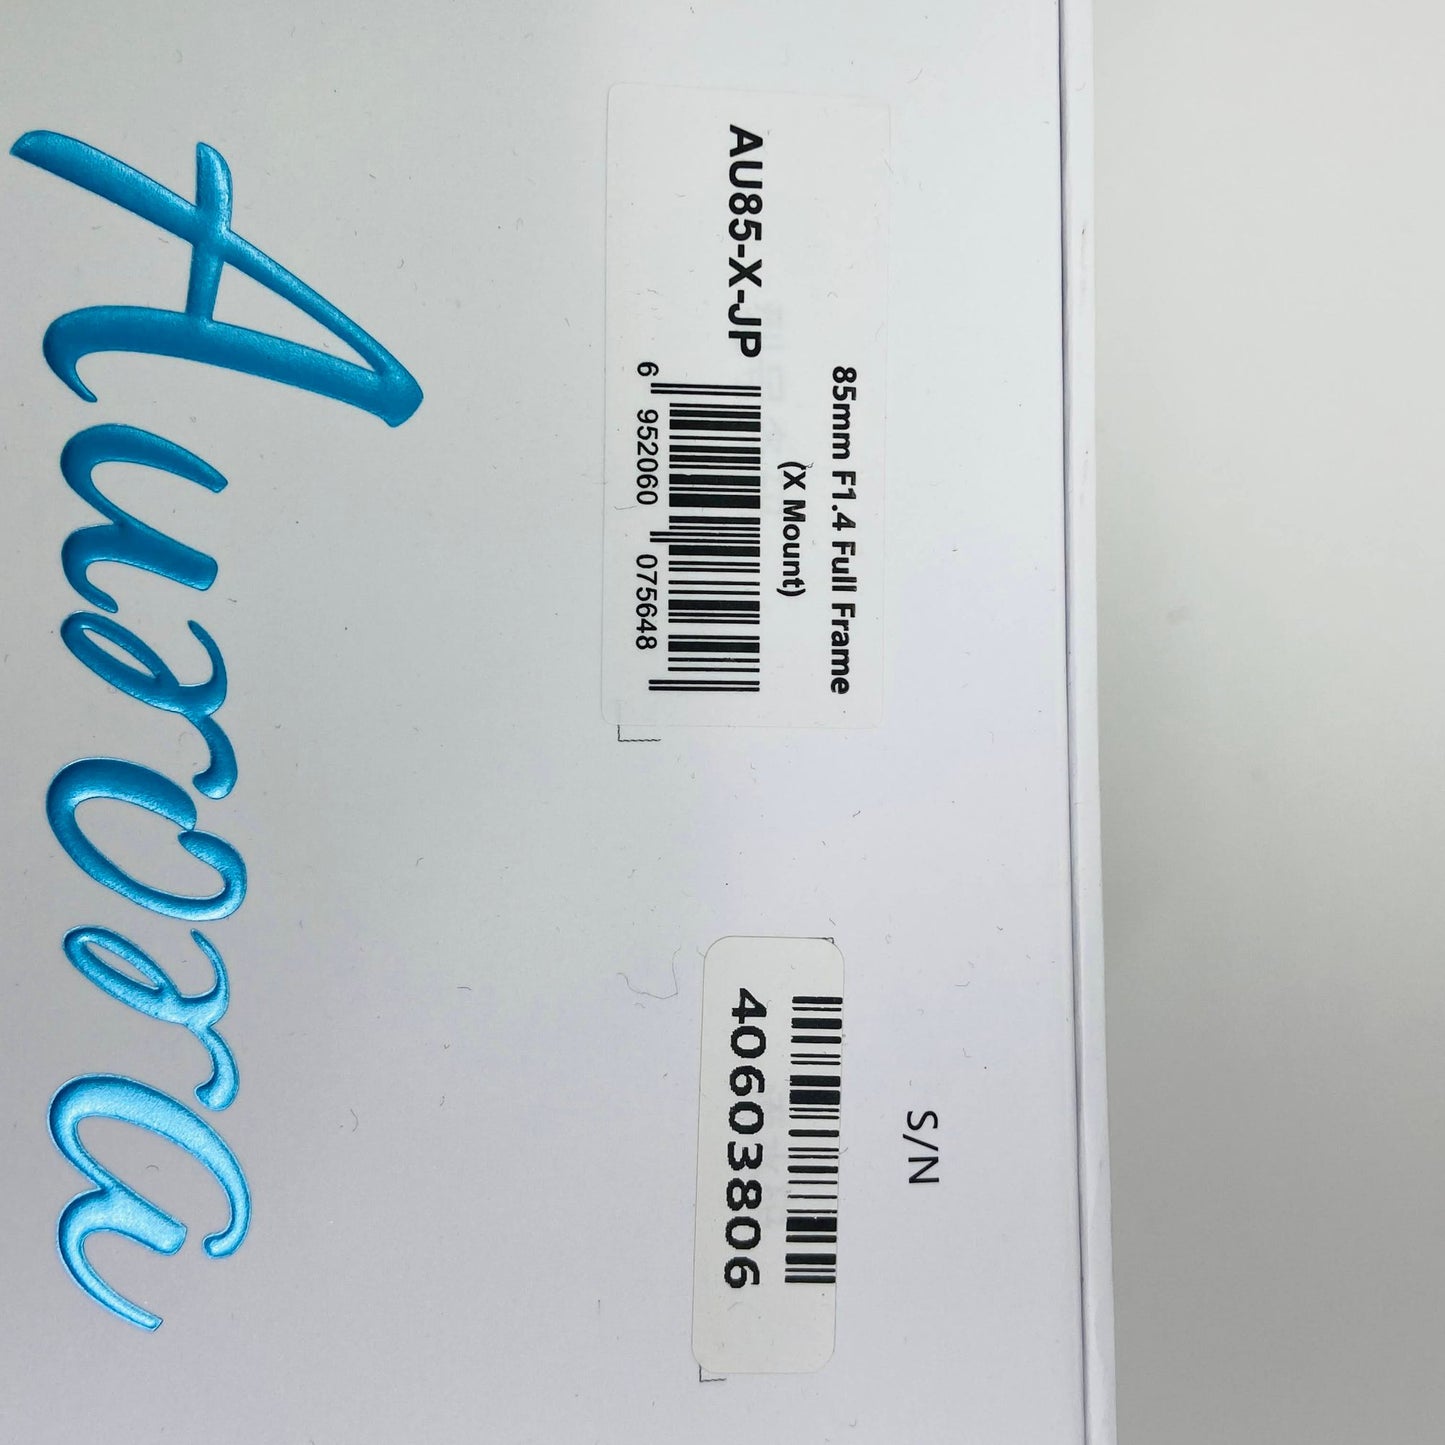 85mm F1.4 Full Frame
(X Mount)
AU85-X-JP
6 952060 075648
S/N
40603806
Aurora